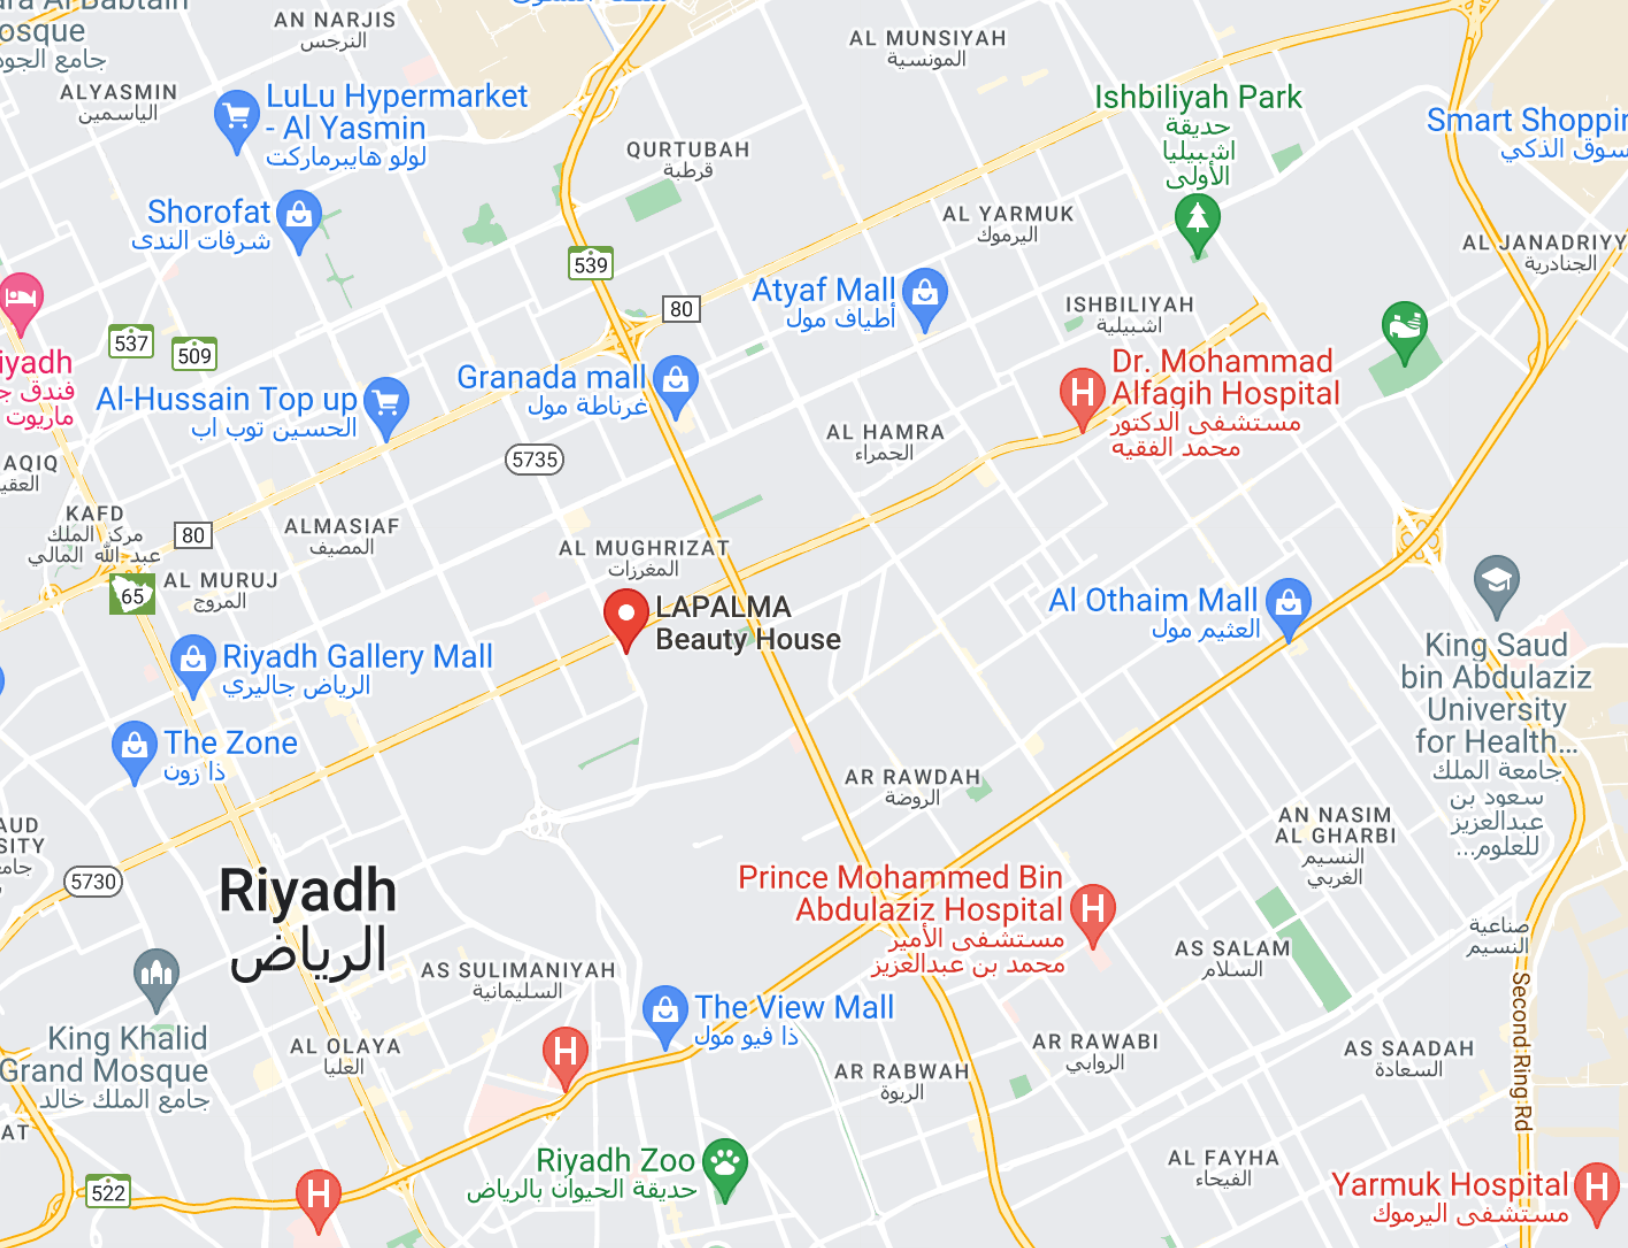 osque
جامع الجود
AN NARJIS
النرجس
ALYASMIN
الياسمين
LuLu Hypermarket
- Al Yasmin
لولو هايبرماركت
AL MUNSIYAH
المونسية
Ishbiliyah Park
حديقة
اشبيليا
الأولى
Smart Shoppin
سوق الذكي
QURTUBAH
قرطبة
Shorofat
شرفات الندى
AL YARMUK
اليرموك
AL JANADRIYY
الجنادرية
539
80
Atyaf Mall
أطياف مول
ISHBILIYAH
اشبيلية
537
509
iyadh
فندق ج
ماريوت
Granada mall
غرناطة مول
Al-Hussain Top up
الحسين توب اب
Dr. Mohammad
Alfagih Hospital
مستشفى الدكتور
محمد الفقيه
5735
AL HAMRA
الحمراء
AQIQ
العقي
KAFD
مركز الملك
عبد الله المالي
80
ALMASIAF
المصيف
AL MUGHRIZAT
المغرزات
65
AL MURUJ
المروج
LAPALMA
Beauty House
Al Othaim Mall
العثيم مول
King Saud
bin Abdulaziz
University
for Health...
جامعة الملك
سعود بن
عبدالعزيز
للعلوم...
Riyadh Gallery Mall
الرياض جاليري
The Zone
ذا زون
AR RAWDAH
الروضة
AN NASIM
AL GHARBI
النسيم
الغربي
AUD
SITY
جامع
5730
Riyadh
الرياض
Prince Mohammed Bin
Abdulaziz Hospital
مستشفى الأمير
محمد بن عبدالعزيز
AS SALAM
السلام
صناعية
النسيم
AS SULIMANIYAH
السليمانية
The View Mall
ذا فيو مول
Second Ring Rd
King Khalid
Grand Mosque
جامع الملك خالد
AL OLAYA
العليا
AR RABWAH
الربوة
AR RAWABI
الروابي
AS SAADAH
السعادة
AT
522
Riyadh Zoo
حديقة الحيوان بالرياض
AL FAYHA
الفيحاء
Yarmuk Hospital
مستشفى اليرموك